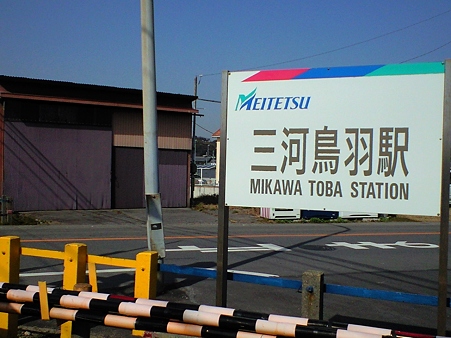 MEITETSU
三河鳥羽駅
MIKAWA TOBA STATION